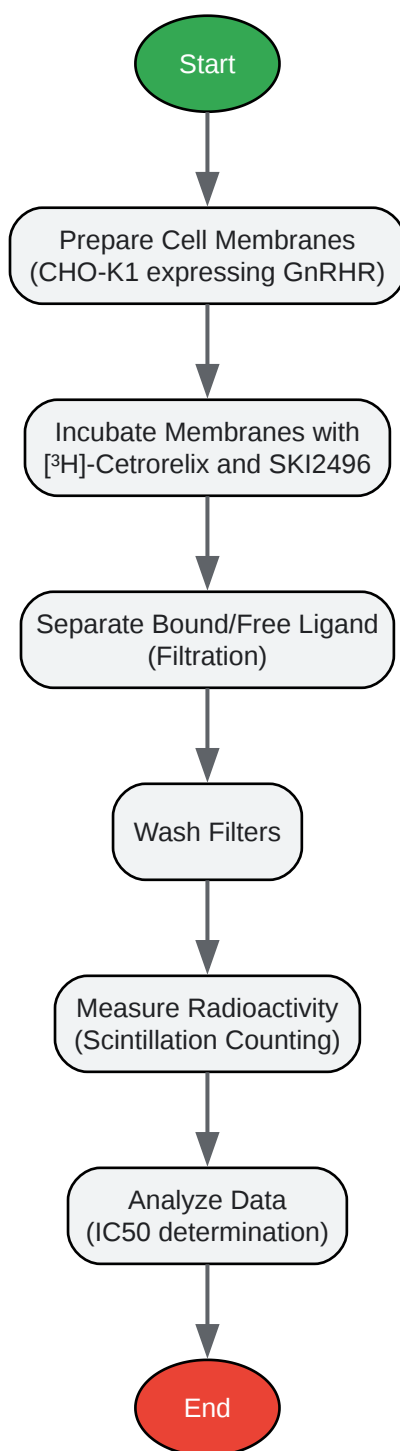 Start
Prepare Cell Membranes
(CHO-K1 expressing GnRHR)
Incubate Membranes with
[³H]-Cetrorelix and SKI2496
Separate Bound/Free Ligand
(Filtration)
Wash Filters
Measure Radioactivity
(Scintillation Counting)
Analyze Data
(IC50 determination)
End